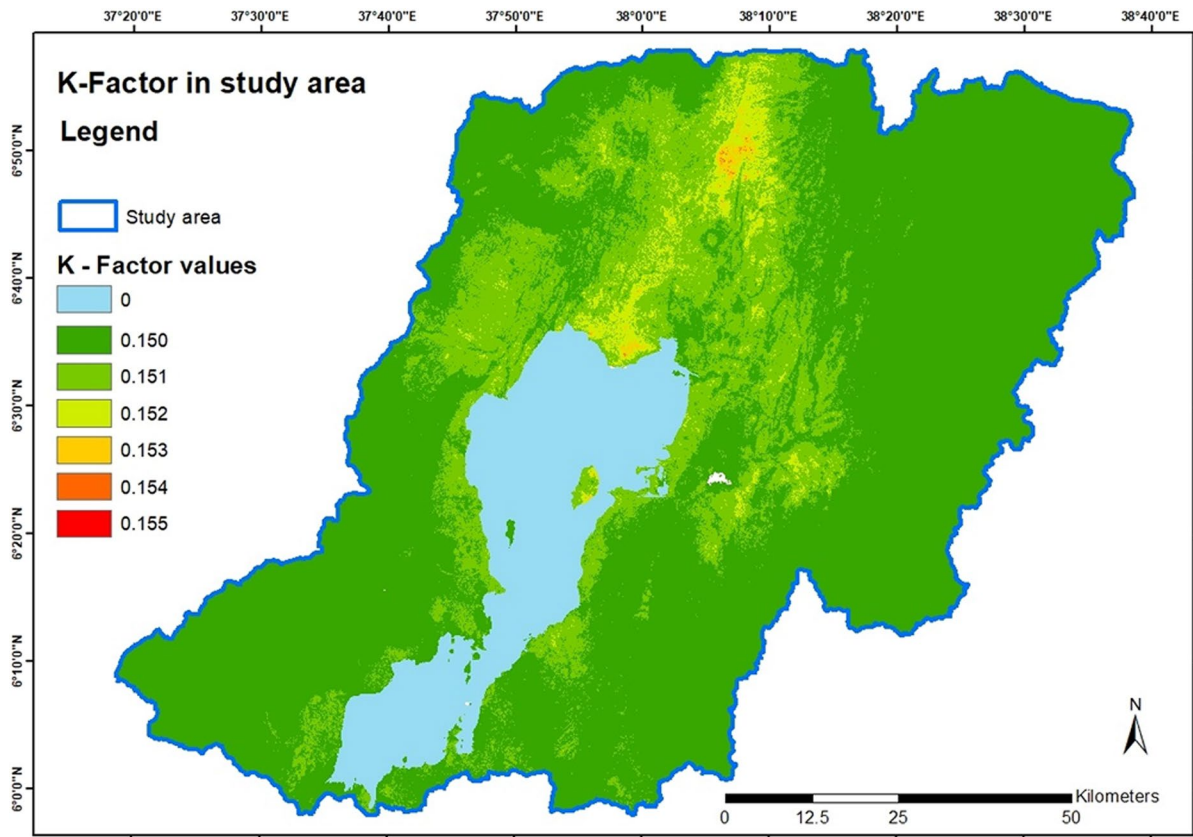 37°20'0"E 37°30'0"E 37°40'0"E 37°50'0"E 38°0'0"E 38°10'0"E 38°20'0"E 38°30'0"E 38°40'0"E
K-Factor in study area
Legend
Study area
K - Factor values
0
0.150
0.151
0.152
0.153
0.154
0.155
6°50'0"N
6°40'0"N
6°30'0"N
6°20'0"N
6°10'0"N
6°0'0"N
N
Kilometers
0 12.5 25 50